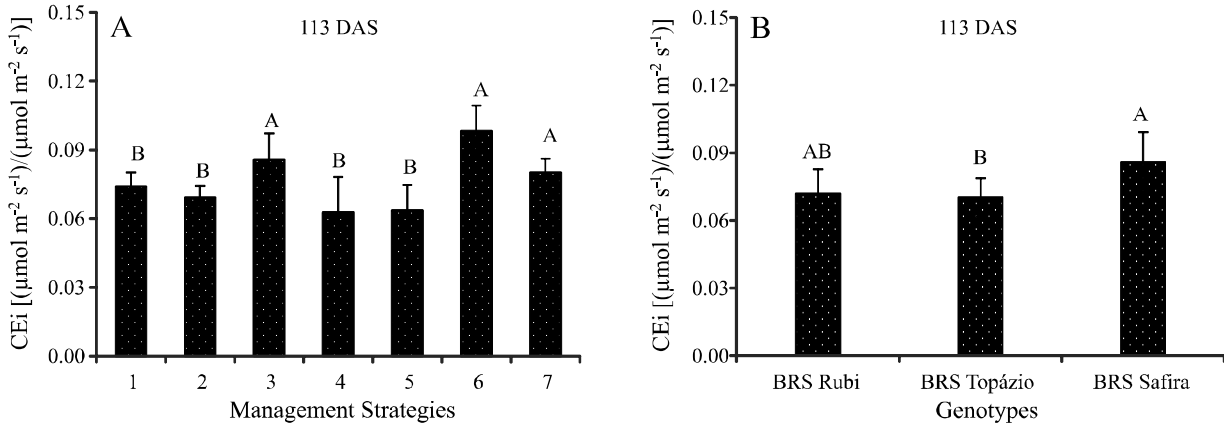 A
113 DAS
CEi [(µmol m⁻² s⁻¹)/(µmol m⁻² s⁻¹)]
0.15
0.12
0.09
0.06
0.03
0.00
B
B
A
B
B
A
A
1 2 3 4 5 6 7
Management Strategies
B
113 DAS
CEi [(µmol m⁻² s⁻¹)/(µmol m⁻² s⁻¹)]
0.15
0.12
0.09
0.06
0.03
0.00
AB
B
A
BRS Rubi BRS Topázio BRS Safira
Genotypes